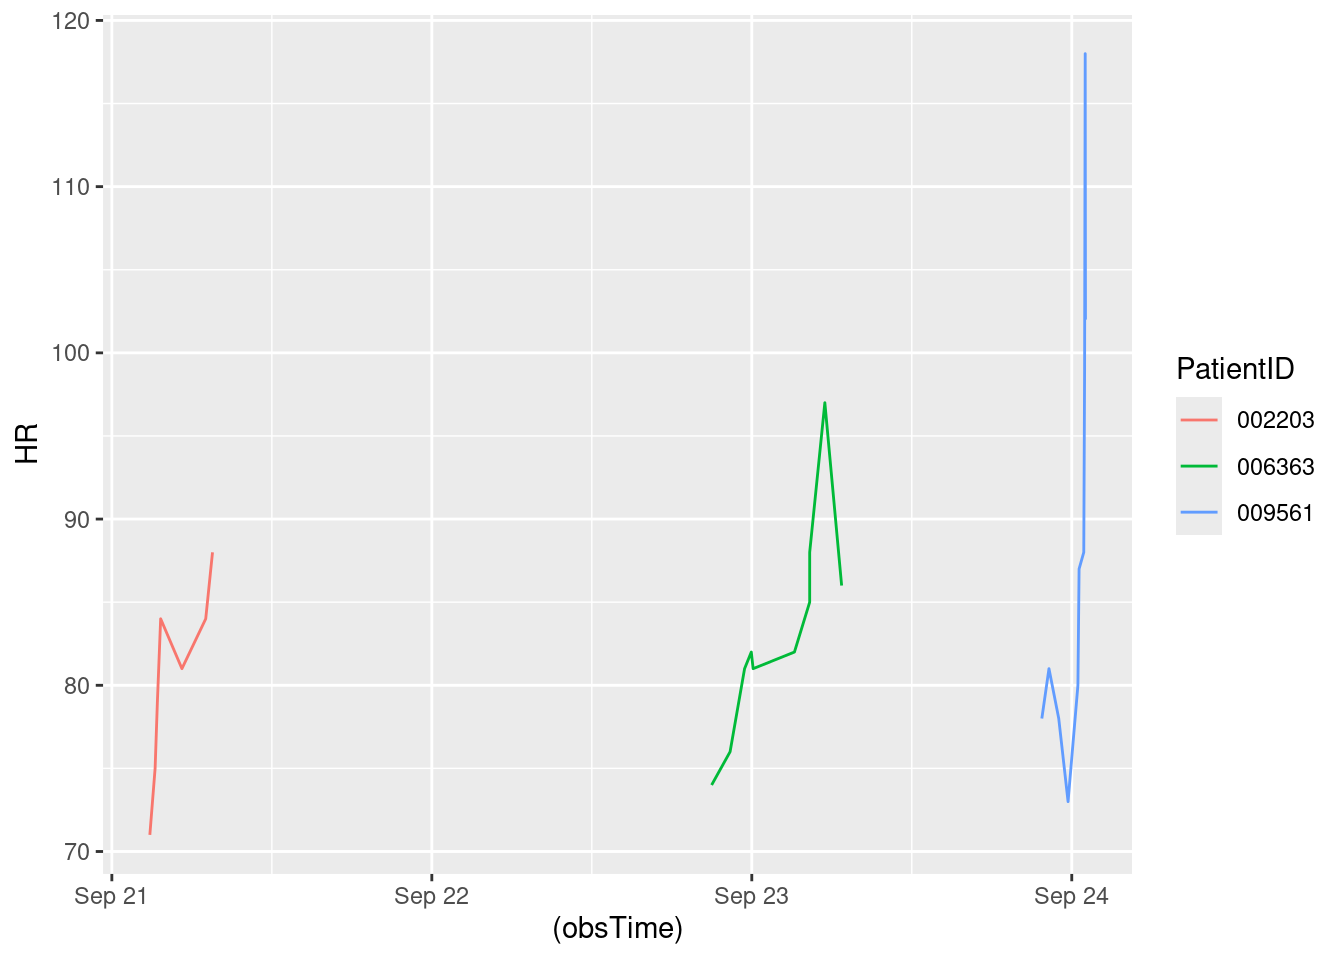 120
110
100
90
80
70
HR
Sep 21
Sep 22
Sep 23
Sep 24
(obsTime)
PatientID
002203
006363
009561